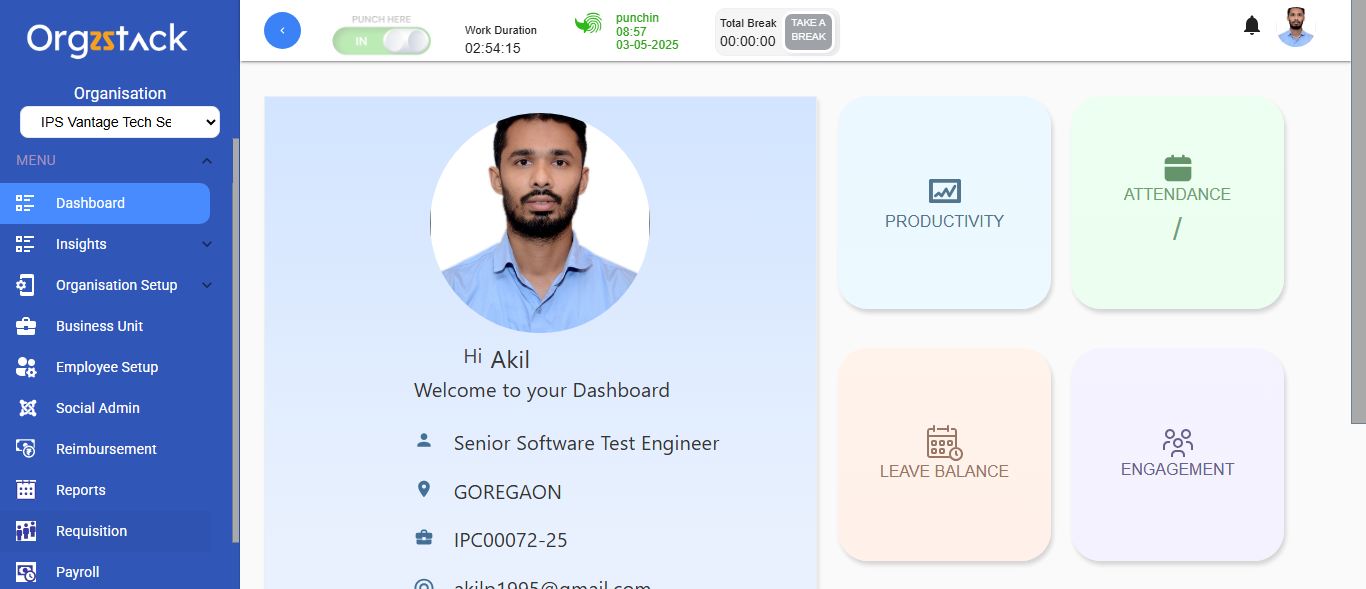 Orgzstack
Organisation
IPS Vantage Tech Se
MENU
Dashboard
Insights
Organisation Setup
Business Unit
Employee Setup
Social Admin
Reimbursement
Reports
Requisition
Payroll
PUNCH HERE
IN
Work Duration
02:54:15
punchin
08:57
03-05-2025
Total Break
00:00:00
TAKE A
BREAK
Hi Akil
Welcome to your Dashboard
Senior Software Test Engineer
GOREGAON
IPC00072-25
akilp1995@gmail.com
PRODUCTIVITY
ATTENDANCE
/
LEAVE BALANCE
ENGAGEMENT